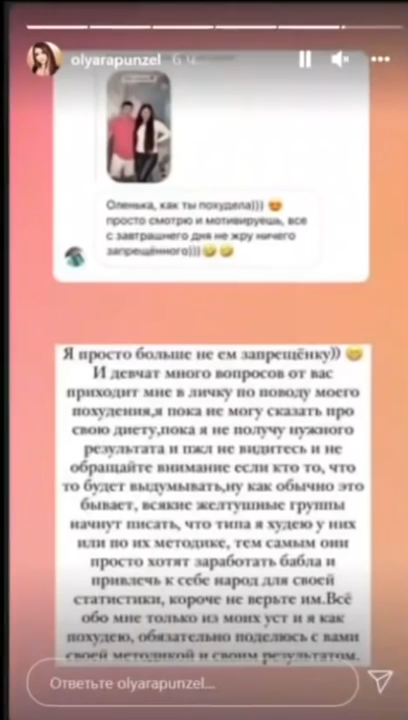 olyarapunzel 6 ч.
Оленька, как ты похудела)))
просто смотрю и мотивируешь, все
с завтрашнего дня не жру ничего
запрещённого)))
Я просто больше не ем запрещёнку))
И девчат много вопросов от вас
приходит мне в личку по поводу моего
похудения,я пока не могу сказать про
свою диету,пока я не получу нужного
результата и пжл не видитесь и не
обращайте внимание если кто то, что
то будет выдумывать,ну как обычно это
бывает, всякие желтушные группы
начнут писать, что типа я худею у них
или по их методике, тем самым они
просто хотят заработать бабла и
привлечь к себе народ для своей
статистики, короче не верьте им.Всё
обо мне только из моих уст и я как
похудею, обязательно поделюсь с вами
своей методикой и своим результатом.
Ответьте olyarapunzel...